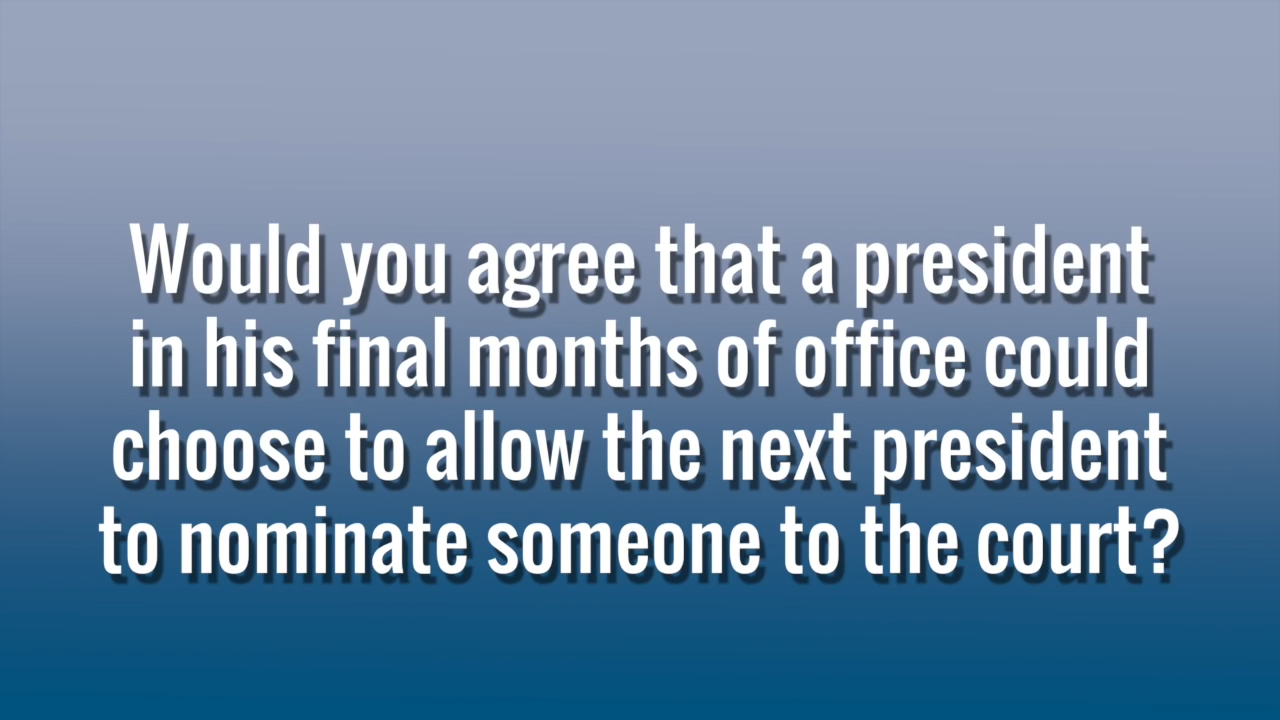 Would you agree that a president
in his final months of office could
choose to allow the next president
to nominate someone to the court?